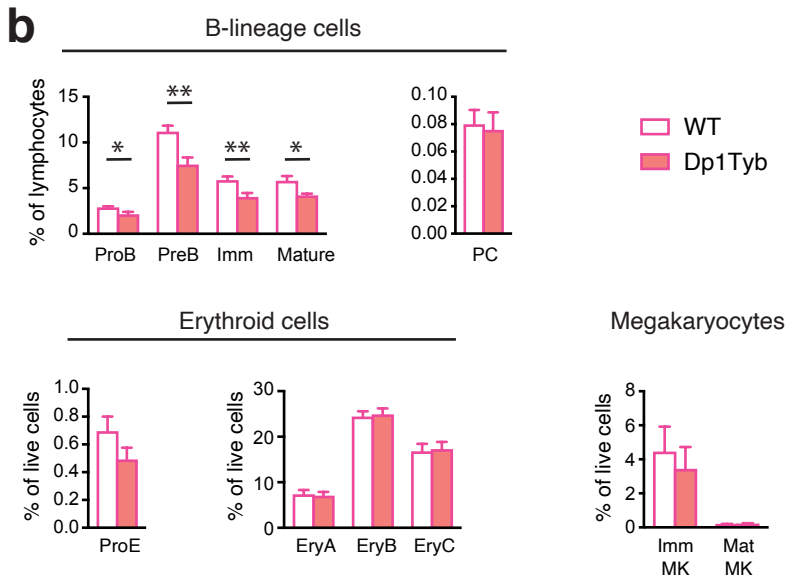 b
B-lineage cells
% of lymphocytes
15
10
5
0
*
**
**
*
ProB PreB Imm Mature
0.10
0.08
0.06
0.04
0.02
0.00
PC
WT
Dp1Tyb
Erythroid cells
% of live cells
1.0
0.8
0.6
0.4
0.2
0.0
ProE
% of live cells
30
20
10
0
EryA EryB EryC
Megakaryocytes
% of live cells
8
6
4
2
0
Imm Mat
MK MK